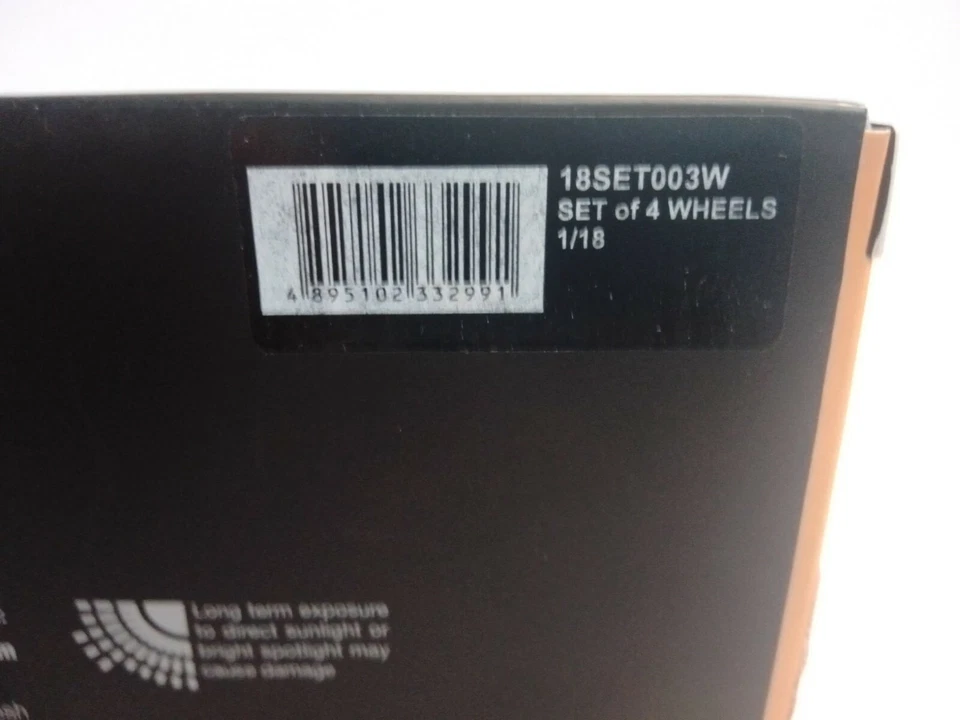 18SET003W
SET of 4 WHEELS
1/18
4 895102 332991
Long term exposure
to direct sunlight or
bright spotlight may
cause damage